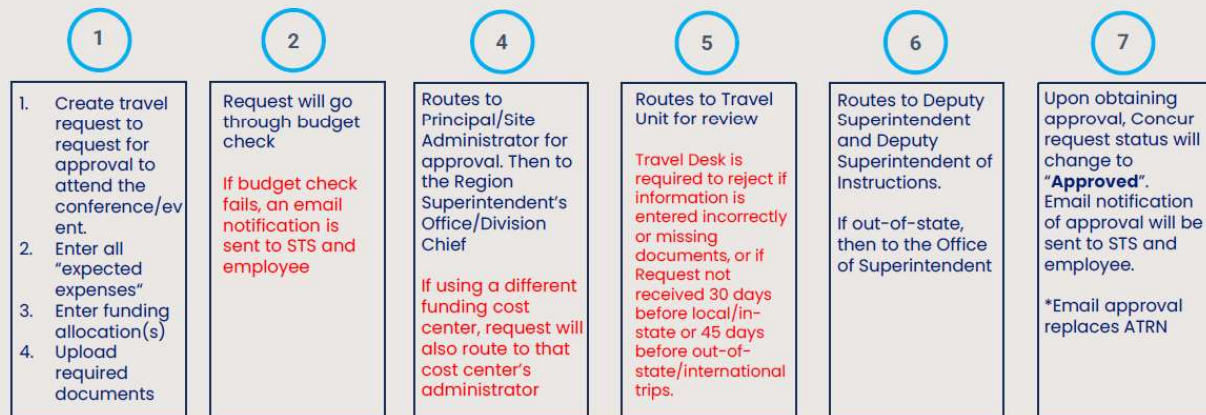 1
2
4
5
6
7
1. Create travel
request to
request for
approval to
attend the
conference/ev
ent.
2. Enter all
“expected
expenses“
3. Enter funding
allocation(s)
4. Upload
required
documents
Request will go
through budget
check
If budget check
fails, an email
notification is
sent to STS and
employee
Routes to
Principal/Site
Administrator for
approval. Then to
the Region
Superintendent’s
Office/Division
Chief
If using a different
funding cost
center, request will
also route to that
cost center’s
administrator
Routes to Travel
Unit for review
Travel Desk is
required to reject if
information is
entered incorrectly
or missing
documents, or if
Request not
received 30 days
before local/in-
state or 45 days
before out-of-
state/international
trips.
Routes to Deputy
Superintendent
and Deputy
Superintendent of
Instructions.
If out-of-state,
then to the Office
of Superintendent
Upon obtaining
approval, Concur
request status will
change to
“Approved”.
Email notification
of approval will be
sent to STS and
employee.
*Email approval
replaces ATRN